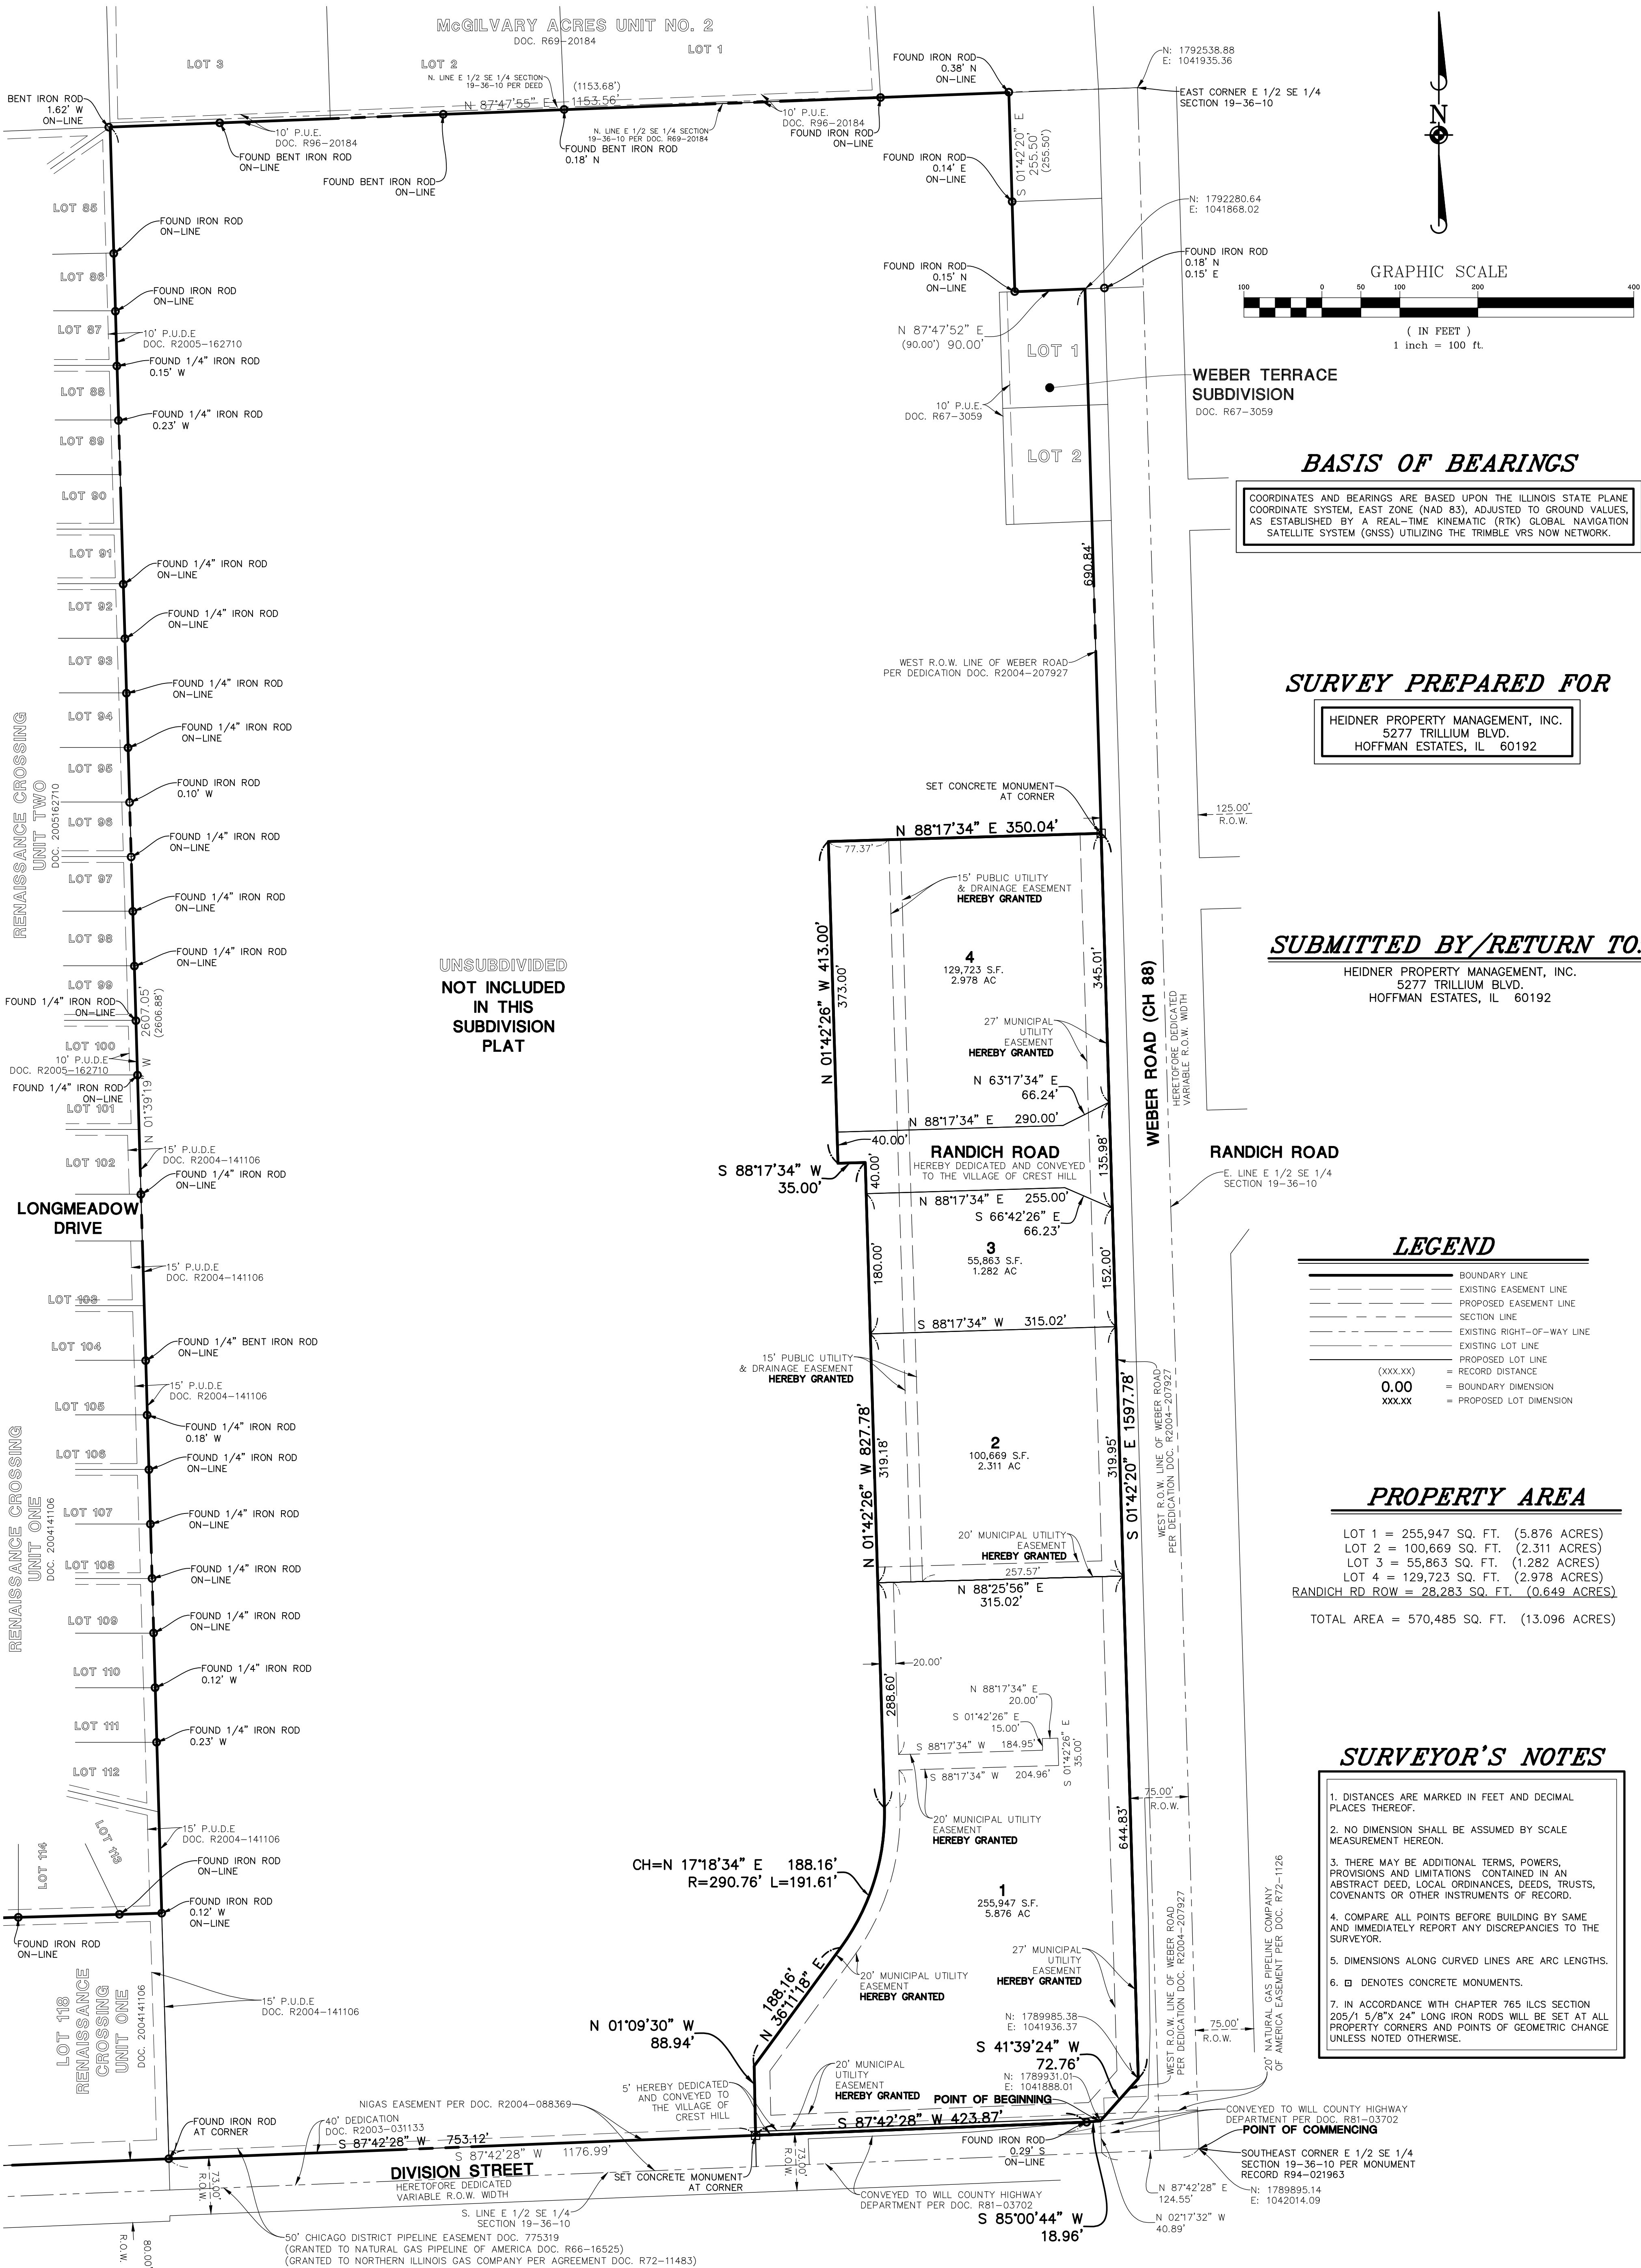 McGILVARY ACRES UNIT NO. 2
DOC. R69-20184
LOT 3
LOT 2
LOT 1
N. LINE E 1/2 SE 1/4 SECTION
19-36-10 PER DEED
(1153.68')
N 87°47'55" E 1153.56'
N. LINE E 1/2 SE 1/4 SECTION
19-36-10 PER DOC. R69-20184
BENT IRON ROD
1.62' W
ON-LINE
10' P.U.E.
DOC. R96-20184
FOUND BENT IRON ROD
ON-LINE
FOUND BENT IRON ROD
ON-LINE
FOUND BENT IRON ROD
0.18' N
10' P.U.E.
DOC. R96-20184
FOUND IRON ROD
ON-LINE
FOUND IRON ROD
0.38' N
ON-LINE
N: 1792538.88
E: 1041935.36
EAST CORNER E 1/2 SE 1/4
SECTION 19-36-10
S 01°42'20" E
255.50'
(255.50')
FOUND IRON ROD
0.14' E
ON-LINE
N: 1792280.64
E: 1041868.02
FOUND IRON ROD
0.15' N
ON-LINE
FOUND IRON ROD
0.18' N
0.15' E
N 87°47'52" E
(90.00') 90.00'
LOT 1
WEBER TERRACE
SUBDIVISION
DOC. R67-3059
10' P.U.E.
DOC. R67-3059
LOT 2
690.84'
WEST R.O.W. LINE OF WEBER ROAD
PER DEDICATION DOC. R2004-207927
N
GRAPHIC SCALE
100 0 50 100 200 400
( IN FEET )
1 inch = 100 ft.
BASIS OF BEARINGS
COORDINATES AND BEARINGS ARE BASED UPON THE ILLINOIS STATE PLANE
COORDINATE SYSTEM, EAST ZONE (NAD 83), ADJUSTED TO GROUND VALUES,
AS ESTABLISHED BY A REAL-TIME KINEMATIC (RTK) GLOBAL NAVIGATION
SATELLITE SYSTEM (GNSS) UTILIZING THE TRIMBLE VRS NOW NETWORK.
SURVEY PREPARED FOR
HEIDNER PROPERTY MANAGEMENT, INC.
5277 TRILLIUM BLVD.
HOFFMAN ESTATES, IL 60192
SUBMITTED BY/RETURN TO:
HEIDNER PROPERTY MANAGEMENT, INC.
5277 TRILLIUM BLVD.
HOFFMAN ESTATES, IL 60192
LOT 85
FOUND IRON ROD
ON-LINE
LOT 86
FOUND IRON ROD
ON-LINE
LOT 87
10' P.U.D.E
DOC. R2005-162710
FOUND 1/4" IRON ROD
0.15' W
LOT 88
FOUND 1/4" IRON ROD
0.23' W
LOT 89
LOT 90
LOT 91
FOUND 1/4" IRON ROD
ON-LINE
LOT 92
FOUND 1/4" IRON ROD
ON-LINE
LOT 93
FOUND 1/4" IRON ROD
ON-LINE
LOT 94
FOUND 1/4" IRON ROD
ON-LINE
LOT 95
FOUND IRON ROD
0.10' W
LOT 96
FOUND 1/4" IRON ROD
ON-LINE
LOT 97
FOUND 1/4" IRON ROD
ON-LINE
LOT 98
FOUND 1/4" IRON ROD
ON-LINE
LOT 99
FOUND 1/4" IRON ROD
ON-LINE
LOT 100
10' P.U.D.E
DOC. R2005-162710
FOUND 1/4" IRON ROD
ON-LINE
LOT 101
N 01°39'19" W 2607.05'
(2606.88')
15' P.U.D.E
DOC. R2004-141106
LOT 102
FOUND 1/4" IRON ROD
ON-LINE
RENAISSANCE CROSSING
UNIT TWO
DOC. 2005162710
LONGMEADOW
DRIVE
15' P.U.D.E
DOC. R2004-141106
LOT 103
LOT 104
FOUND 1/4" BENT IRON ROD
ON-LINE
15' P.U.D.E
DOC. R2004-141106
LOT 105
FOUND 1/4" IRON ROD
0.18' W
LOT 106
FOUND 1/4" IRON ROD
ON-LINE
LOT 107
FOUND 1/4" IRON ROD
ON-LINE
LOT 108
FOUND 1/4" IRON ROD
ON-LINE
LOT 109
FOUND 1/4" IRON ROD
ON-LINE
LOT 110
FOUND 1/4" IRON ROD
0.12' W
LOT 111
FOUND 1/4" IRON ROD
0.23' W
LOT 112
RENAISSANCE CROSSING
UNIT ONE
DOC. 2004141106
15' P.U.D.E
DOC. R2004-141106
LOT 113
LOT 114
FOUND IRON ROD
ON-LINE
FOUND IRON ROD
0.12' W
ON-LINE
FOUND IRON ROD
ON-LINE
LOT 118
RENAISSANCE
CROSSING
UNIT ONE
DOC. 2004141106
15' P.U.D.E
DOC. R2004-141106
UNSUBDIVIDED
NOT INCLUDED
IN THIS
SUBDIVISION
PLAT
SET CONCRETE MONUMENT
AT CORNER
N 88°17'34" E 350.04'
77.37'
15' PUBLIC UTILITY
& DRAINAGE EASEMENT
HEREBY GRANTED
N 01°42'26" W 413.00'
373.00'
4
129,723 S.F.
2.978 AC
345.01'
27' MUNICIPAL
UTILITY
EASEMENT
HEREBY GRANTED
N 63°17'34" E
66.24'
N 88°17'34" E 290.00'
40.00'
RANDICH ROAD
HEREBY DEDICATED AND CONVEYED
TO THE VILLAGE OF CREST HILL
S 88°17'34" W
35.00'
40.00'
135.98'
N 88°17'34" E 255.00'
S 66°42'26" E
66.23'
3
55,863 S.F.
1.282 AC
180.00'
152.00'
S 88°17'34" W 315.02'
15' PUBLIC UTILITY
& DRAINAGE EASEMENT
HEREBY GRANTED
N 01°42'26" W 827.78'
319.18'
2
100,669 S.F.
2.311 AC
319.95'
S 01°42'20" E 1597.78'
WEST R.O.W. LINE OF WEBER ROAD
PER DEDICATION DOC. R2004-207927
20' MUNICIPAL UTILITY
EASEMENT
HEREBY GRANTED
257.57'
N 88°25'56" E
315.02'
125.00'
R.O.W.
WEBER ROAD (CH 88)
HERETOFORE DEDICATED
VARIABLE R.O.W. WIDTH
RANDICH ROAD
E. LINE E 1/2 SE 1/4
SECTION 19-36-10
20.00'
288.60'
N 88°17'34" E
20.00'
S 01°42'26" E
15.00'
S 88°17'34" W 184.95'
S 01°42'26" E
35.00'
S 88°17'34" W 204.96'
20' MUNICIPAL UTILITY
EASEMENT
HEREBY GRANTED
75.00'
R.O.W.
644.83'
CH=N 17°18'34" E 188.16'
R=290.76' L=191.61'
1
255,947 S.F.
5.876 AC
27' MUNICIPAL
UTILITY
EASEMENT
HEREBY GRANTED
20' MUNICIPAL UTILITY
EASEMENT
HEREBY GRANTED
188.16'
N 36°11'18" E
N 01°09'30" W
88.94'
N: 1789985.38
E: 1041936.37
S 41°39'24" W
72.76'
N: 1789931.01
E: 1041888.01
POINT OF BEGINNING
WEST R.O.W. LINE OF WEBER ROAD
PER DEDICATION DOC. R2004-207927
75.00'
R.O.W.
20' NATURAL GAS PIPELINE COMPANY
OF AMERICA EASEMENT PER DOC. R72-1126
5' HEREBY DEDICATED
AND CONVEYED TO
THE VILLAGE OF
CREST HILL
20' MUNICIPAL
UTILITY
EASEMENT
HEREBY GRANTED
S 87°42'28" W 423.87'
NIGAS EASEMENT PER DOC. R2004-088369
FOUND IRON ROD
AT CORNER
40' DEDICATION
DOC. R2003-031133
S 87°42'28" W 753.12'
S 87°42'28" W 1176.99'
DIVISION STREET
HERETOFORE DEDICATED
VARIABLE R.O.W. WIDTH
73.00'
R.O.W.
SET CONCRETE MONUMENT
AT CORNER
73.00'
R.O.W.
FOUND IRON ROD
0.29' S
ON-LINE
CONVEYED TO WILL COUNTY HIGHWAY
DEPARTMENT PER DOC. R81-03702
POINT OF COMMENCING
SOUTHEAST CORNER E 1/2 SE 1/4
SECTION 19-36-10 PER MONUMENT
RECORD R94-021963
N: 1789895.14
E: 1042014.09
N 87°42'28" E
124.55'
N 02°17'32" W
40.89'
CONVEYED TO WILL COUNTY HIGHWAY
DEPARTMENT PER DOC. R81-03702
S 85°00'44" W
18.96'
S. LINE E 1/2 SE 1/4
SECTION 19-36-10
50' CHICAGO DISTRICT PIPELINE EASEMENT DOC. 775319
(GRANTED TO NATURAL GAS PIPELINE OF AMERICA DOC. R66-16525)
(GRANTED TO NORTHERN ILLINOIS GAS COMPANY PER AGREEMENT DOC. R72-11483)
80.00'
R.O.W.
LEGEND
BOUNDARY LINE
EXISTING EASEMENT LINE
PROPOSED EASEMENT LINE
SECTION LINE
EXISTING RIGHT-OF-WAY LINE
EXISTING LOT LINE
PROPOSED LOT LINE
(XXX.XX) = RECORD DISTANCE
0.00 = BOUNDARY DIMENSION
XXX.XX = PROPOSED LOT DIMENSION
PROPERTY AREA
LOT 1 = 255,947 SQ. FT. (5.876 ACRES)
LOT 2 = 100,669 SQ. FT. (2.311 ACRES)
LOT 3 = 55,863 SQ. FT. (1.282 ACRES)
LOT 4 = 129,723 SQ. FT. (2.978 ACRES)
RANDICH RD ROW = 28,283 SQ. FT. (0.649 ACRES)
TOTAL AREA = 570,485 SQ. FT. (13.096 ACRES)
SURVEYOR'S NOTES
1. DISTANCES ARE MARKED IN FEET AND DECIMAL
PLACES THEREOF.
2. NO DIMENSION SHALL BE ASSUMED BY SCALE
MEASUREMENT HEREON.
3. THERE MAY BE ADDITIONAL TERMS, POWERS,
PROVISIONS AND LIMITATIONS CONTAINED IN AN
ABSTRACT DEED, LOCAL ORDINANCES, DEEDS, TRUSTS,
COVENANTS OR OTHER INSTRUMENTS OF RECORD.
4. COMPARE ALL POINTS BEFORE BUILDING BY SAME
AND IMMEDIATELY REPORT ANY DISCREPANCIES TO THE
SURVEYOR.
5. DIMENSIONS ALONG CURVED LINES ARE ARC LENGTHS.
6. ⊡ DENOTES CONCRETE MONUMENTS.
7. IN ACCORDANCE WITH CHAPTER 765 ILCS SECTION
205/1 5/8"X 24" LONG IRON RODS WILL BE SET AT ALL
PROPERTY CORNERS AND POINTS OF GEOMETRIC CHANGE
UNLESS NOTED OTHERWISE.